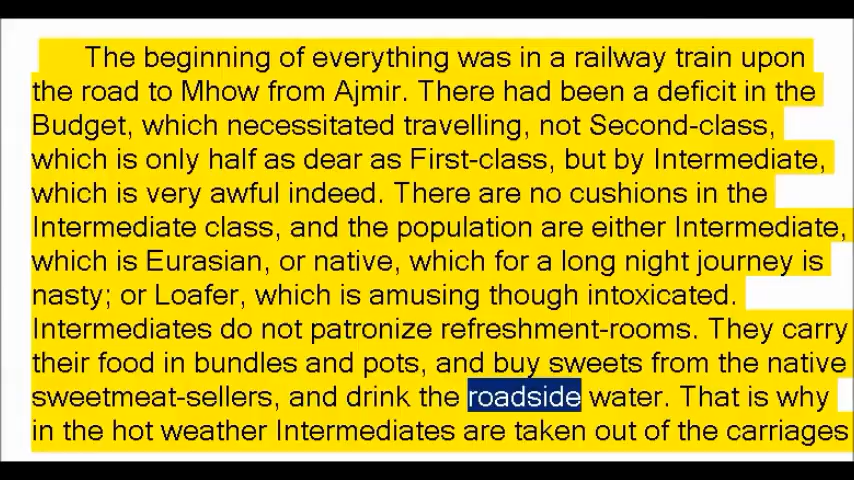 The beginning of everything was in a railway train upon
the road to Mhow from Ajmir. There had been a deficit in the
Budget, which necessitated travelling, not Second-class,
which is only half as dear as First-class, but by Intermediate,
which is very awful indeed. There are no cushions in the
Intermediate class, and the population are either Intermediate,
which is Eurasian, or native, which for a long night journey is
nasty; or Loafer, which is amusing though intoxicated.
Intermediates do not patronize refreshment-rooms. They carry
their food in bundles and pots, and buy sweets from the native
sweetmeat-sellers, and drink the roadside water. That is why
in the hot weather Intermediates are taken out of the carriages